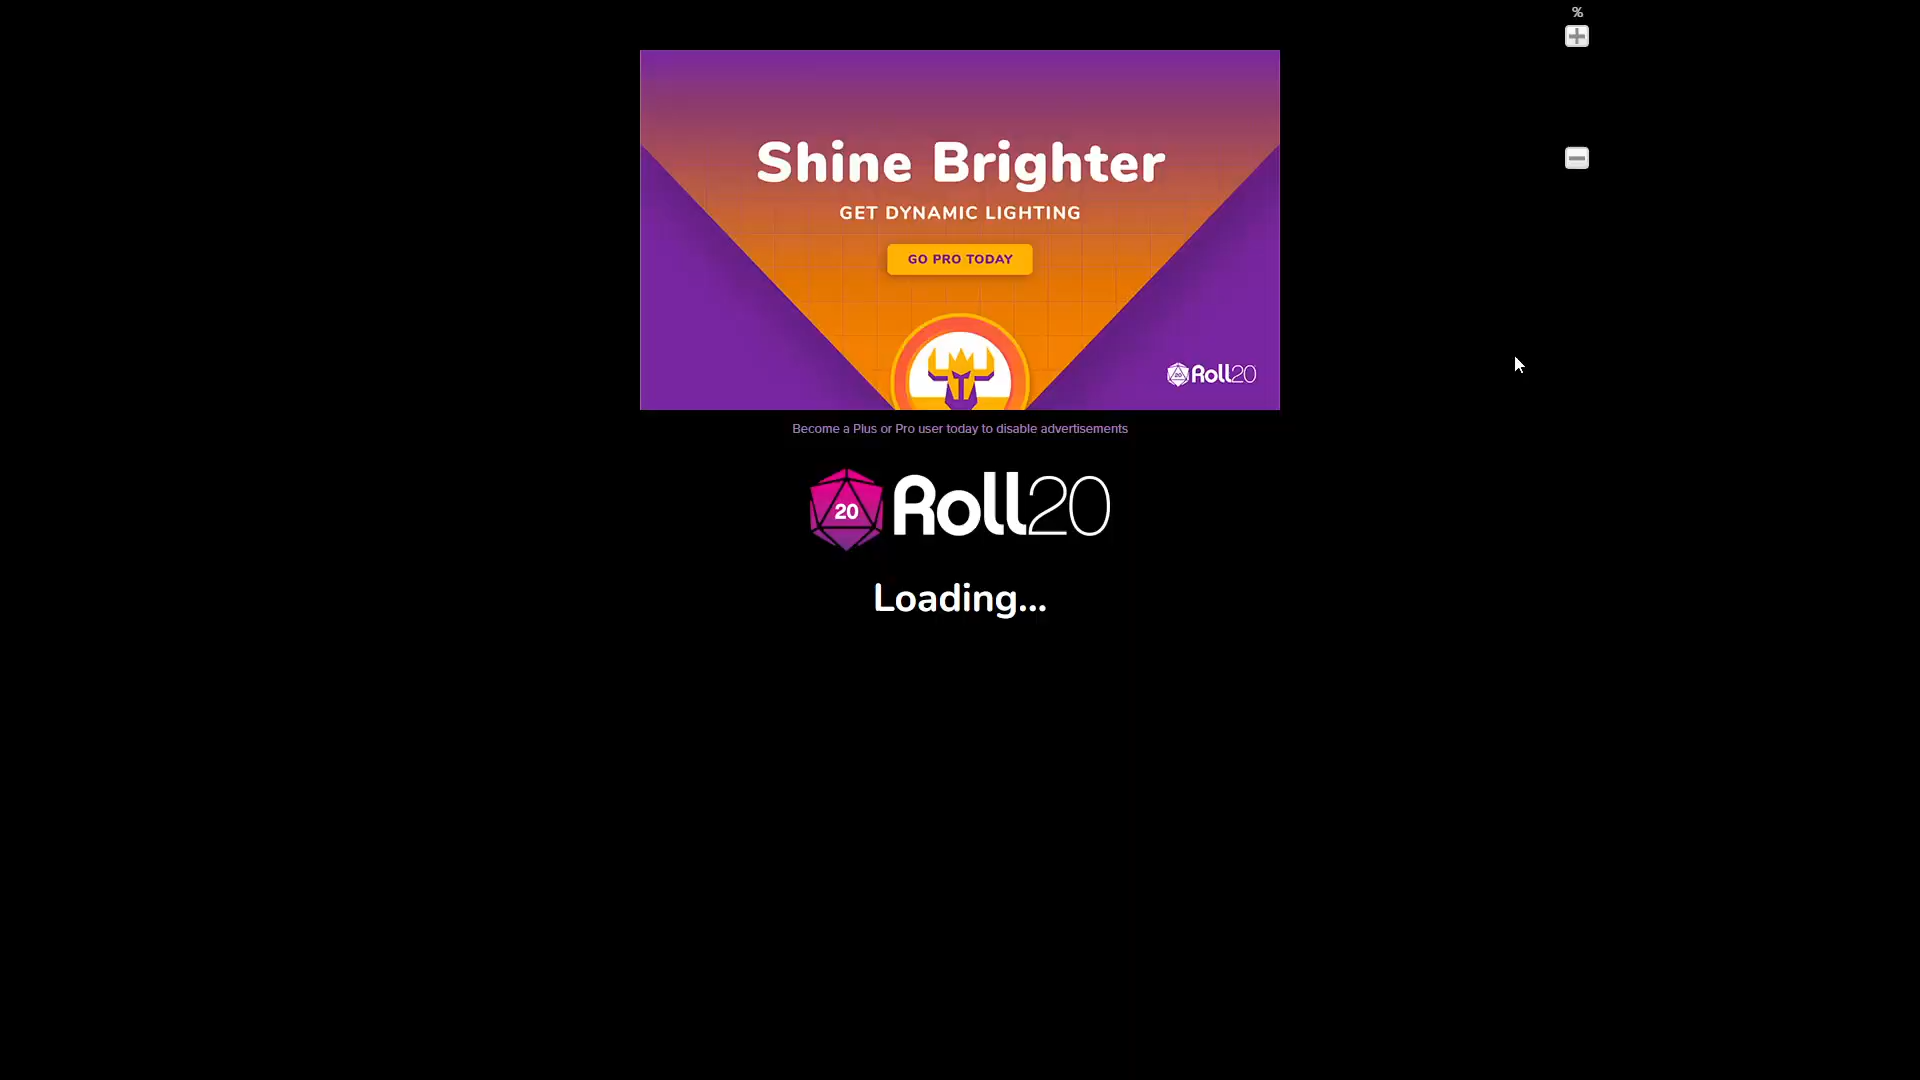 %
Shine Brighter
GET DYNAMIC LIGHTING
GO PRO TODAY
20 Roll20
Become a Plus or Pro user today to disable advertisements
20 Roll20
Loading...